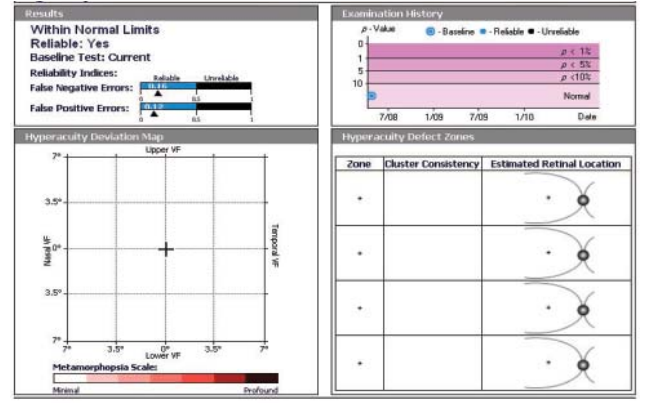 Results
Within Normal Limits
Reliable: Yes
Baseline Test: Current
Reliability Indices:
Reliable Unreliable
False Negative Errors: 0.16
0 0.5 1
False Positive Errors: 0.12
0 0.5 1
Examination History
p - Value
- Baseline - Reliable - Unreliable
0
p < 1%
1
p < 5%
5
p <10%
10
Normal
7/08 1/09 7/09 1/10 Date
Hyperacuity Deviation Map
Upper VF
7°
3.5°
Nasal VF
0°
Temporal VF
3.5°
7°
7° 3.5° 0° 3.5° 7°
Lower VF
Metamorphopsia Scale:
Minimal Profound
Hyperacuity Defect Zones
Zone Cluster Consistency Estimated Retinal Location